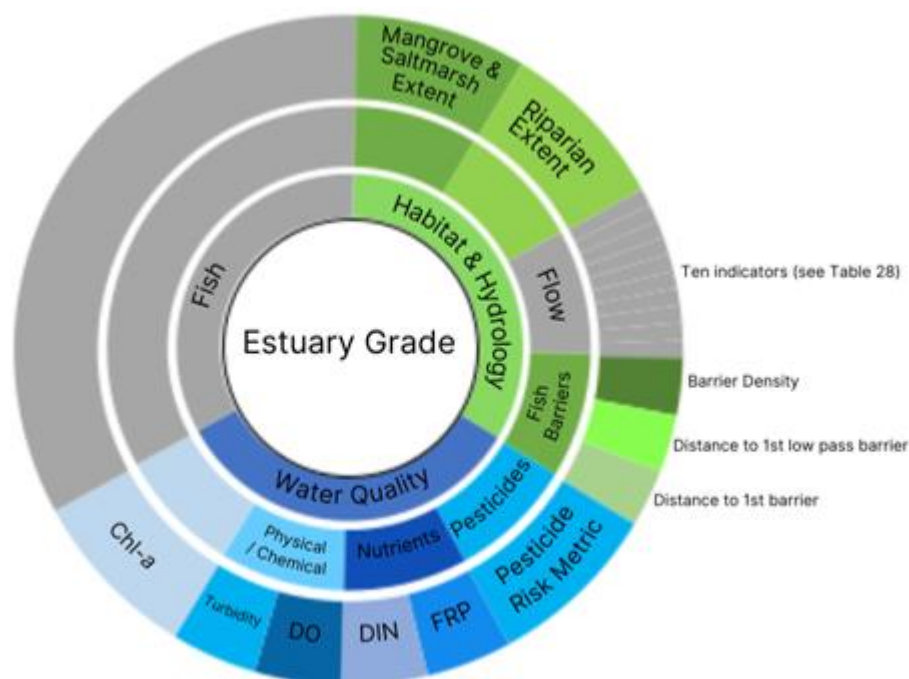 Mangrove &
Saltmarsh
Extent
Riparian
Extent
Habitat & Hydrology
Fish
Flow
Ten indicators (see Table 28)
Estuary Grade
Barrier Density
Fish
Barriers
Distance to 1st low pass barrier
Distance to 1st barrier
Water Quality
Pesticides
Pesticide
Risk Metric
Nutrients
Physical
/ Chemical
Chl-a
Turbidity
DO
DIN
FRP